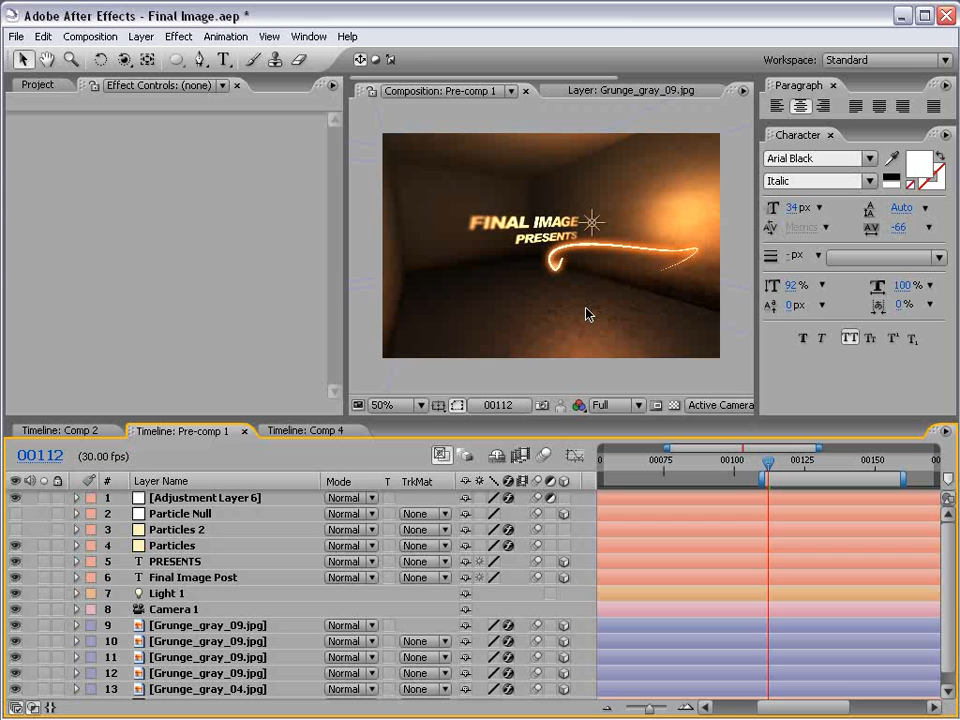 Adobe After Effects - Final Image.aep *
File Edit Composition Layer Effect Animation View Window Help
Workspace: Standard
Project Effect Controls: (none)
Composition: Pre-comp 1 Layer: Grunge_gray_09.jpg
Paragraph
Character
Arial Black
Italic
34 px Auto
Metrics -66
- px
92 % 100 %
0 px 0 %
T T TT Tr T¹ T₁
FINAL IMAGE
PRESENTS
50% 00112 Full Active Camera
Timeline: Comp 2 Timeline: Pre-comp 1 Timeline: Comp 4
00112 (30.00 fps)
0 00075 00100 00125 00150 00
# Layer Name Mode T TrkMat
1 [Adjustment Layer 6] Normal
2 Particle Null Normal None
3 Particles 2 Normal None
4 Particles Normal None
5 T PRESENTS Normal None
6 T Final Image Post Normal None
7 Light 1
8 Camera 1
9 [Grunge_gray_09.jpg] Normal
10 [Grunge_gray_09.jpg] Normal None
11 [Grunge_gray_09.jpg] Normal None
12 [Grunge_gray_09.jpg] Normal None
13 [Grunge_gray_04.jpg] Normal None